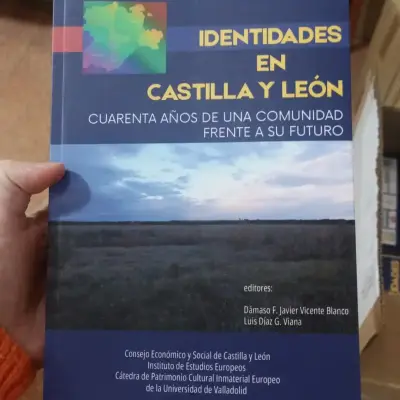 IDENTIDADES
EN
CASTILLA Y LEÓN
CUARENTA AÑOS DE UNA COMUNIDAD
FRENTE A SU FUTURO
editores:
Dámaso F. Javier Vicente Blanco
Luis Díaz G. Viana
Consejo Económico y Social de Castilla y León
Instituto de Estudios Europeos
Cátedra de Patrimonio Cultural Inmaterial Europeo
de la Universidad de Valladolid